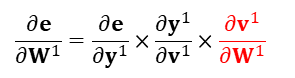 ∂e/∂W¹ = ∂e/∂y¹ × ∂y¹/∂v¹ × ∂v¹/∂W¹